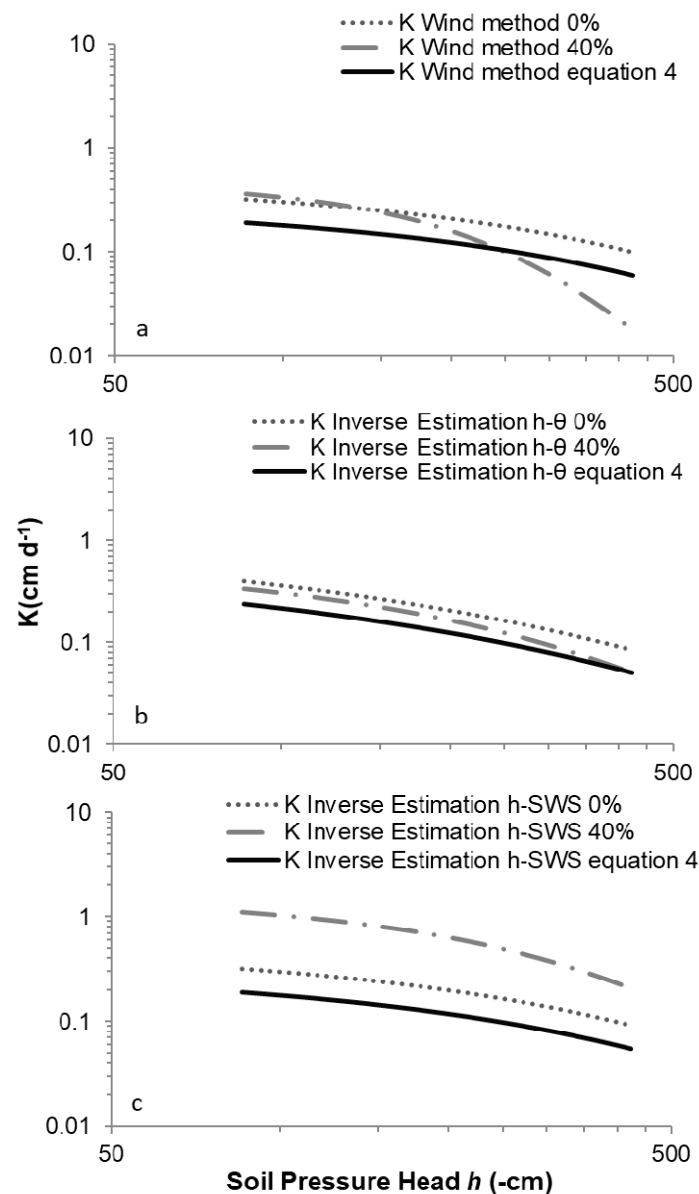 K Wind method 0%
K Wind method 40%
K Wind method equation 4
10
1
0.1
0.01
a
50
500
K Inverse Estimation h-θ 0%
K Inverse Estimation h-θ 40%
K Inverse Estimation h-θ equation 4
10
1
0.1
0.01
b
50
500
K(cm d-1)
K Inverse Estimation h-SWS 0%
K Inverse Estimation h-SWS 40%
K Inverse Estimation h-SWS equation 4
10
1
0.1
0.01
c
50
500
Soil Pressure Head h (-cm)